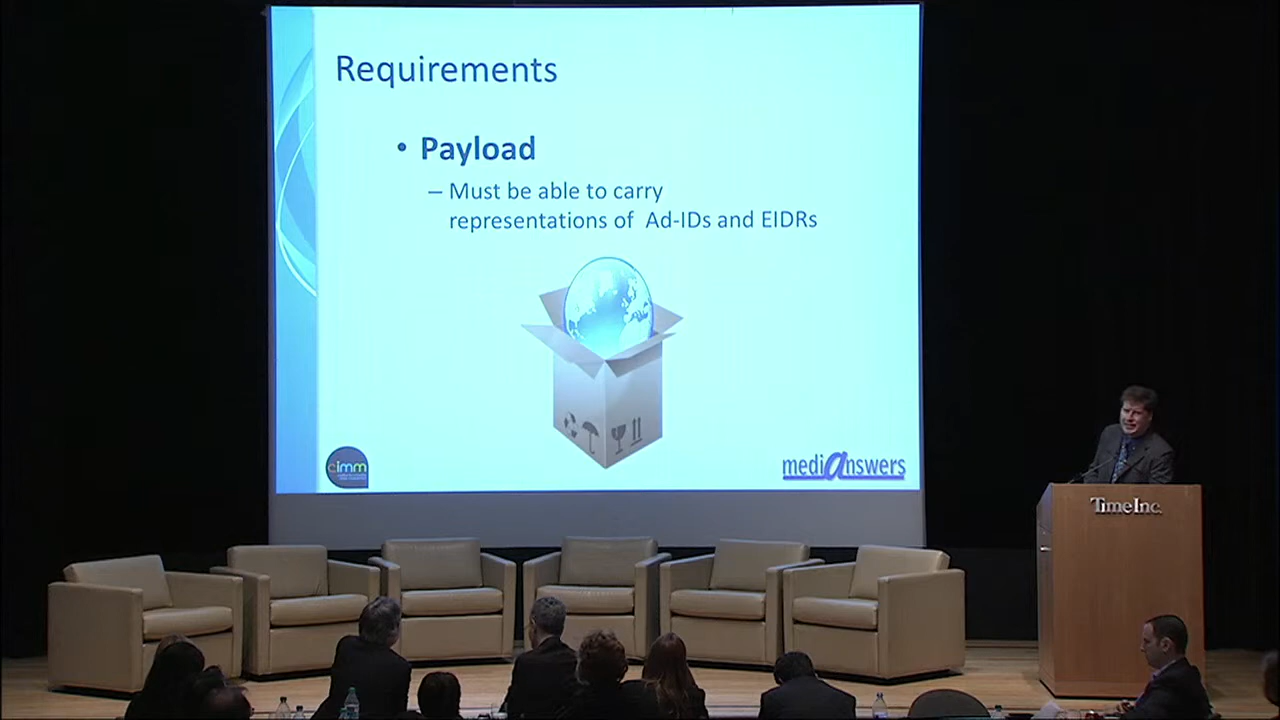 Requirements
• Payload
– Must be able to carry
representations of Ad-IDs and EIDRs
cimm
medianswers
Time Inc.